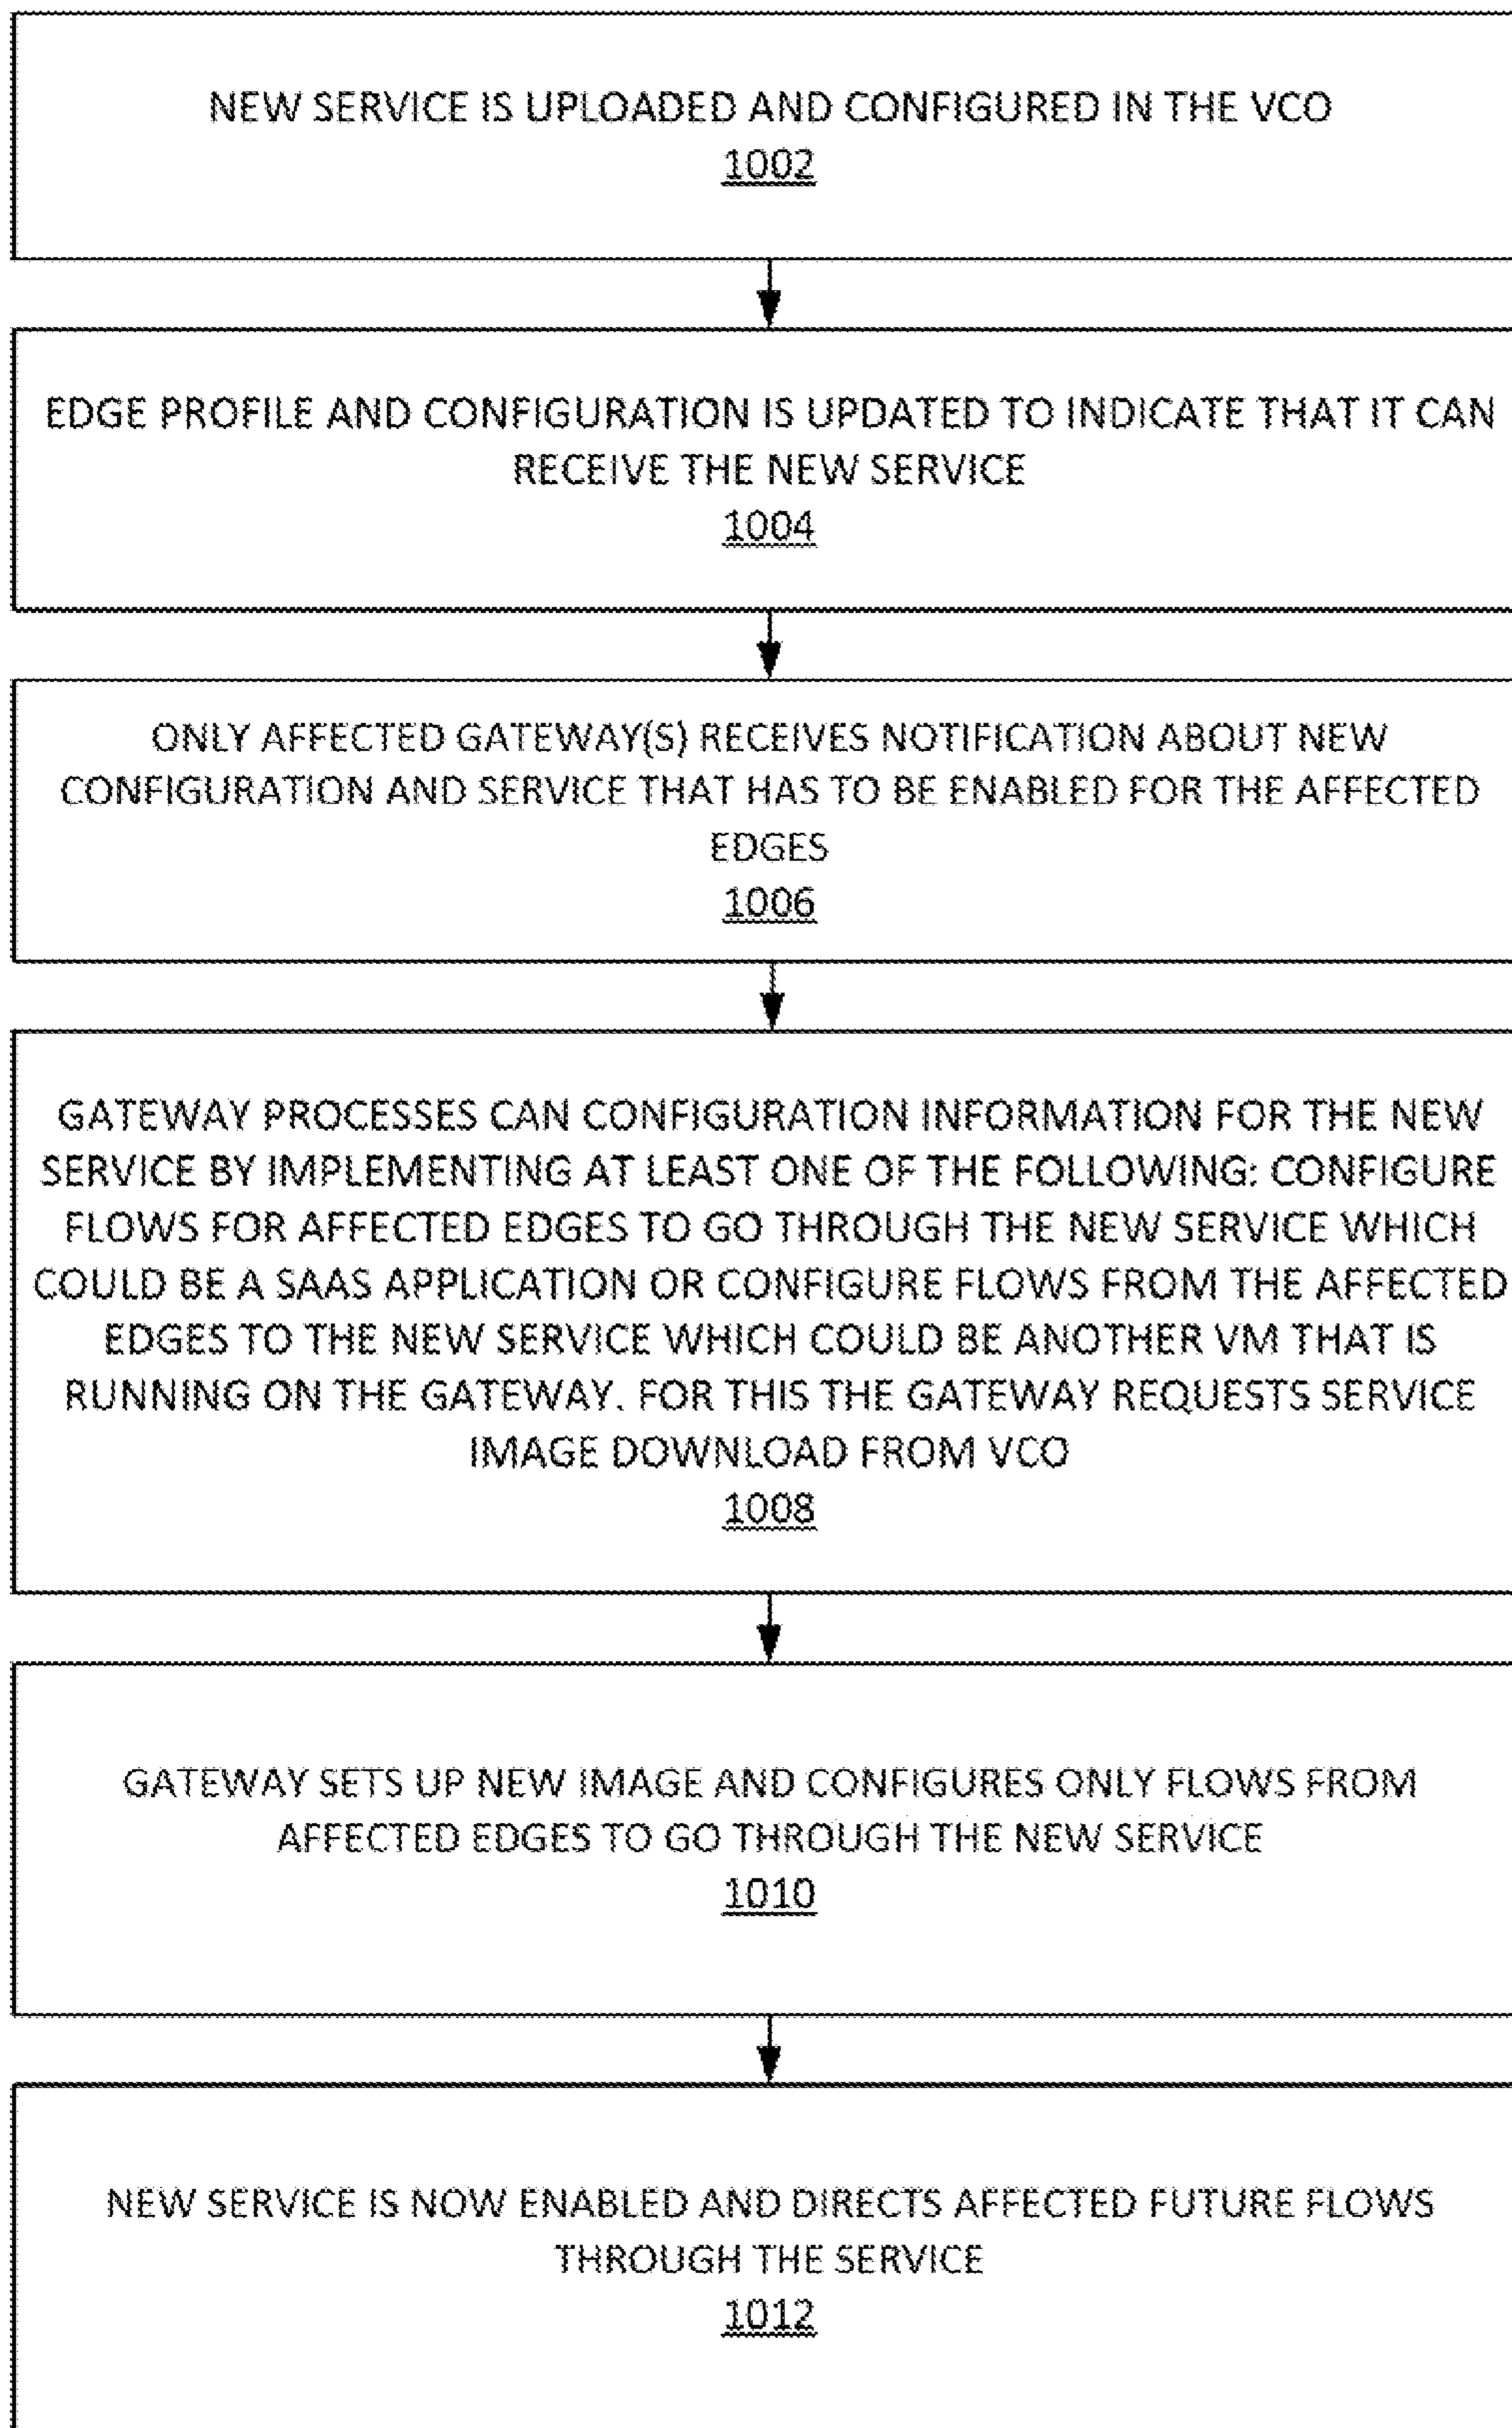 NEW SERVICE IS UPLOADED AND CONFIGURED IN THE VCO
1002
EDGE PROFILE AND CONFIGURATION IS UPDATED TO INDICATE THAT IT CAN
RECEIVE THE NEW SERVICE
1004
ONLY AFFECTED GATEWAY(S) RECEIVES NOTIFICATION ABOUT NEW
CONFIGURATION AND SERVICE THAT HAS TO BE ENABLED FOR THE AFFECTED
EDGES
1006
GATEWAY PROCESSES CAN CONFIGURATION INFORMATION FOR THE NEW
SERVICE BY IMPLEMENTING AT LEAST ONE OF THE FOLLOWING: CONFIGURE
FLOWS FOR AFFECTED EDGES TO GO THROUGH THE NEW SERVICE WHICH
COULD BE A SAAS APPLICATION OR CONFIGURE FLOWS FROM THE AFFECTED
EDGES TO THE NEW SERVICE WHICH COULD BE ANOTHER VM THAT IS
RUNNING ON THE GATEWAY. FOR THIS THE GATEWAY REQUESTS SERVICE
IMAGE DOWNLOAD FROM VCO
1008
GATEWAY SETS UP NEW IMAGE AND CONFIGURES ONLY FLOWS FROM
AFFECTED EDGES TO GO THROUGH THE NEW SERVICE
1010
NEW SERVICE IS NOW ENABLED AND DIRECTS AFFECTED FUTURE FLOWS
THROUGH THE SERVICE
1012